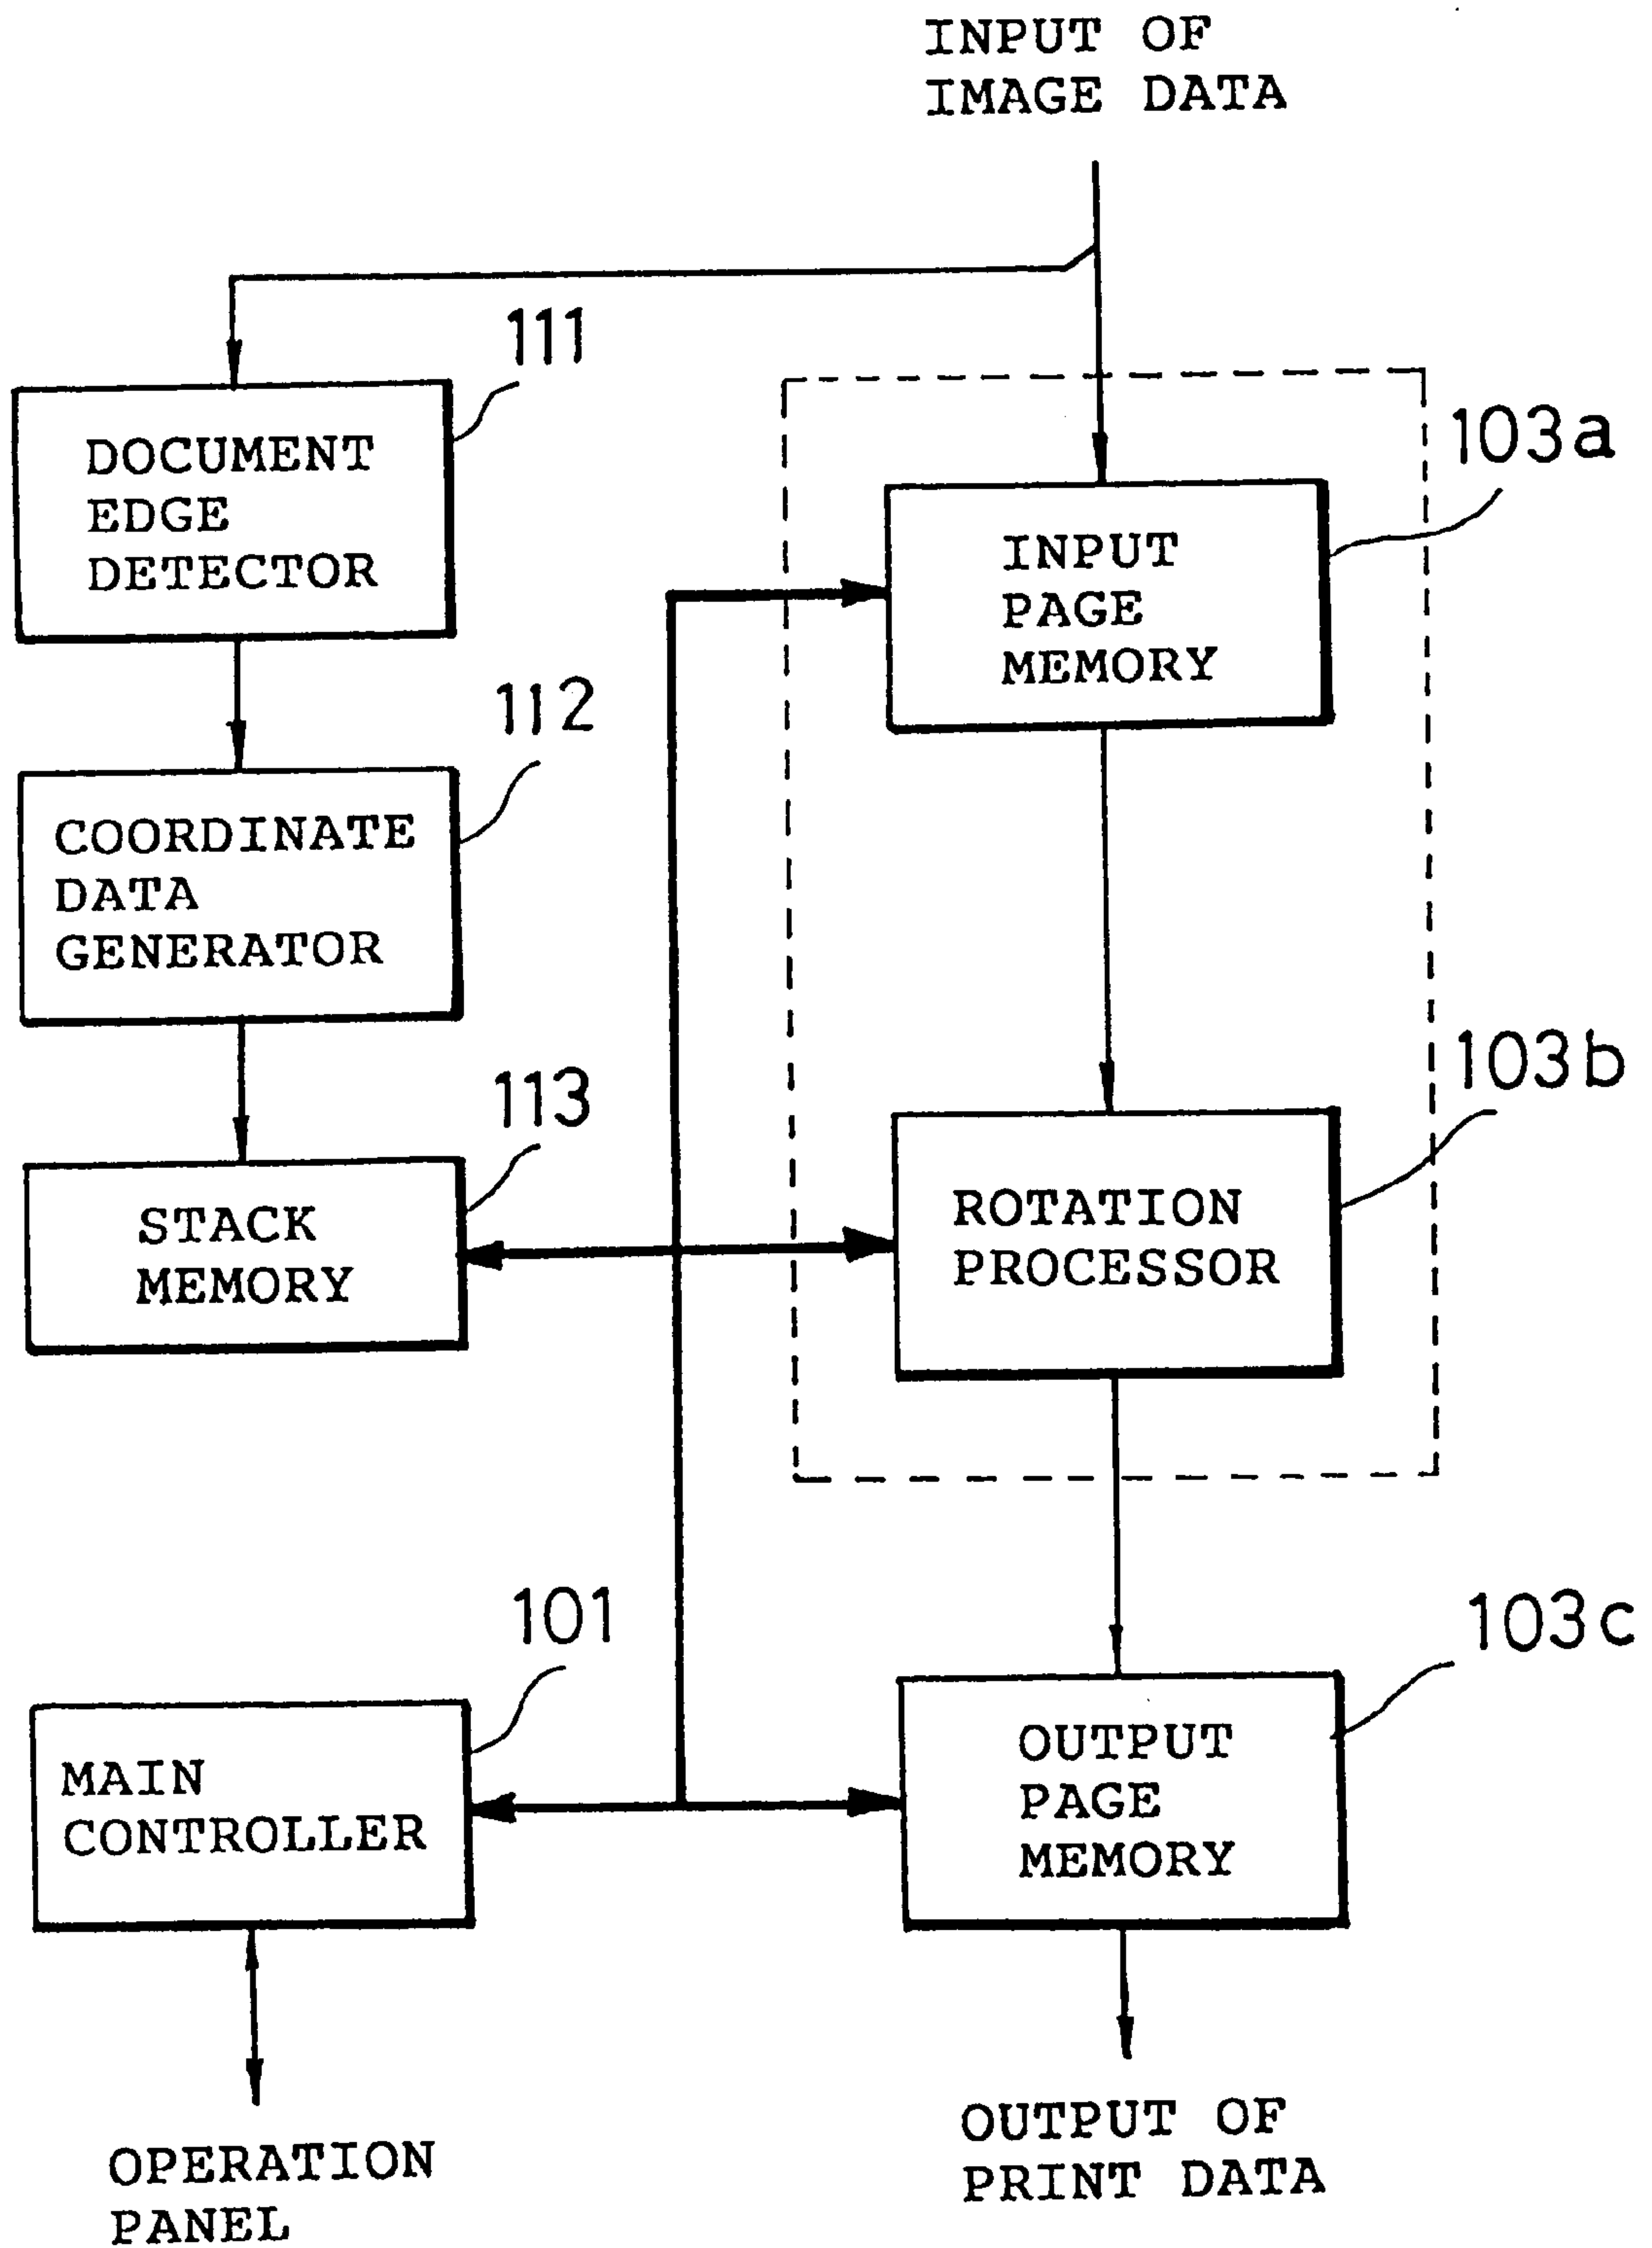 INPUT OF
IMAGE DATA
111
DOCUMENT
EDGE
DETECTOR
103a
INPUT
PAGE
MEMORY
112
COORDINATE
DATA
GENERATOR
113
STACK
MEMORY
103b
ROTATION
PROCESSOR
101
MAIN
CONTROLLER
103c
OUTPUT
PAGE
MEMORY
OPERATION
PANEL
OUTPUT OF
PRINT DATA